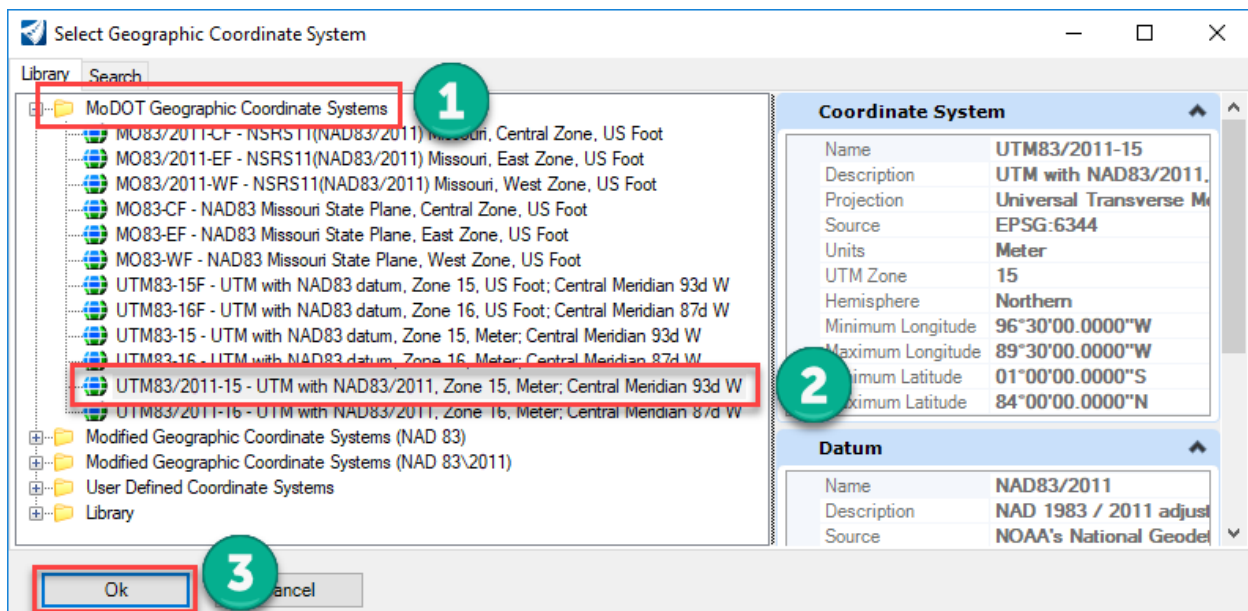 Select Geographic Coordinate System
Library Search
MoDOT Geographic Coordinate Systems
1
MO83/2011-CF - NSRS11(NAD83/2011) Missouri, Central Zone, US Foot
MO83/2011-EF - NSRS11(NAD83/2011) Missouri, East Zone, US Foot
MO83/2011-WF - NSRS11(NAD83/2011) Missouri, West Zone, US Foot
MO83-CF - NAD83 Missouri State Plane, Central Zone, US Foot
MO83-EF - NAD83 Missouri State Plane, East Zone, US Foot
MO83-WF - NAD83 Missouri State Plane, West Zone, US Foot
UTM83-15F - UTM with NAD83 datum, Zone 15, US Foot; Central Meridian 93d W
UTM83-16F - UTM with NAD83 datum, Zone 16, US Foot; Central Meridian 87d W
UTM83-15 - UTM with NAD83 datum, Zone 15, Meter; Central Meridian 93d W
UTM83-16 - UTM with NAD83 datum, Zone 16, Meter; Central Meridian 87d W
UTM83/2011-15 - UTM with NAD83/2011, Zone 15, Meter; Central Meridian 93d W
2
UTM83/2011-16 - UTM with NAD83/2011, Zone 16, Meter; Central Meridian 87d W
Modified Geographic Coordinate Systems (NAD 83)
Modified Geographic Coordinate Systems (NAD 83\2011)
User Defined Coordinate Systems
Library
Coordinate System
Name UTM83/2011-15
Description UTM with NAD83/2011,
Projection Universal Transverse Me
Source EPSG:6344
Units Meter
UTM Zone 15
Hemisphere Northern
Minimum Longitude 96°30'00.0000"W
Maximum Longitude 89°30'00.0000"W
nimum Latitude 01°00'00.0000"S
ximum Latitude 84°00'00.0000"N
Datum
Name NAD83/2011
Description NAD 1983 / 2011 adjust
Source NOAA's National Geodet
Ok
3
ancel